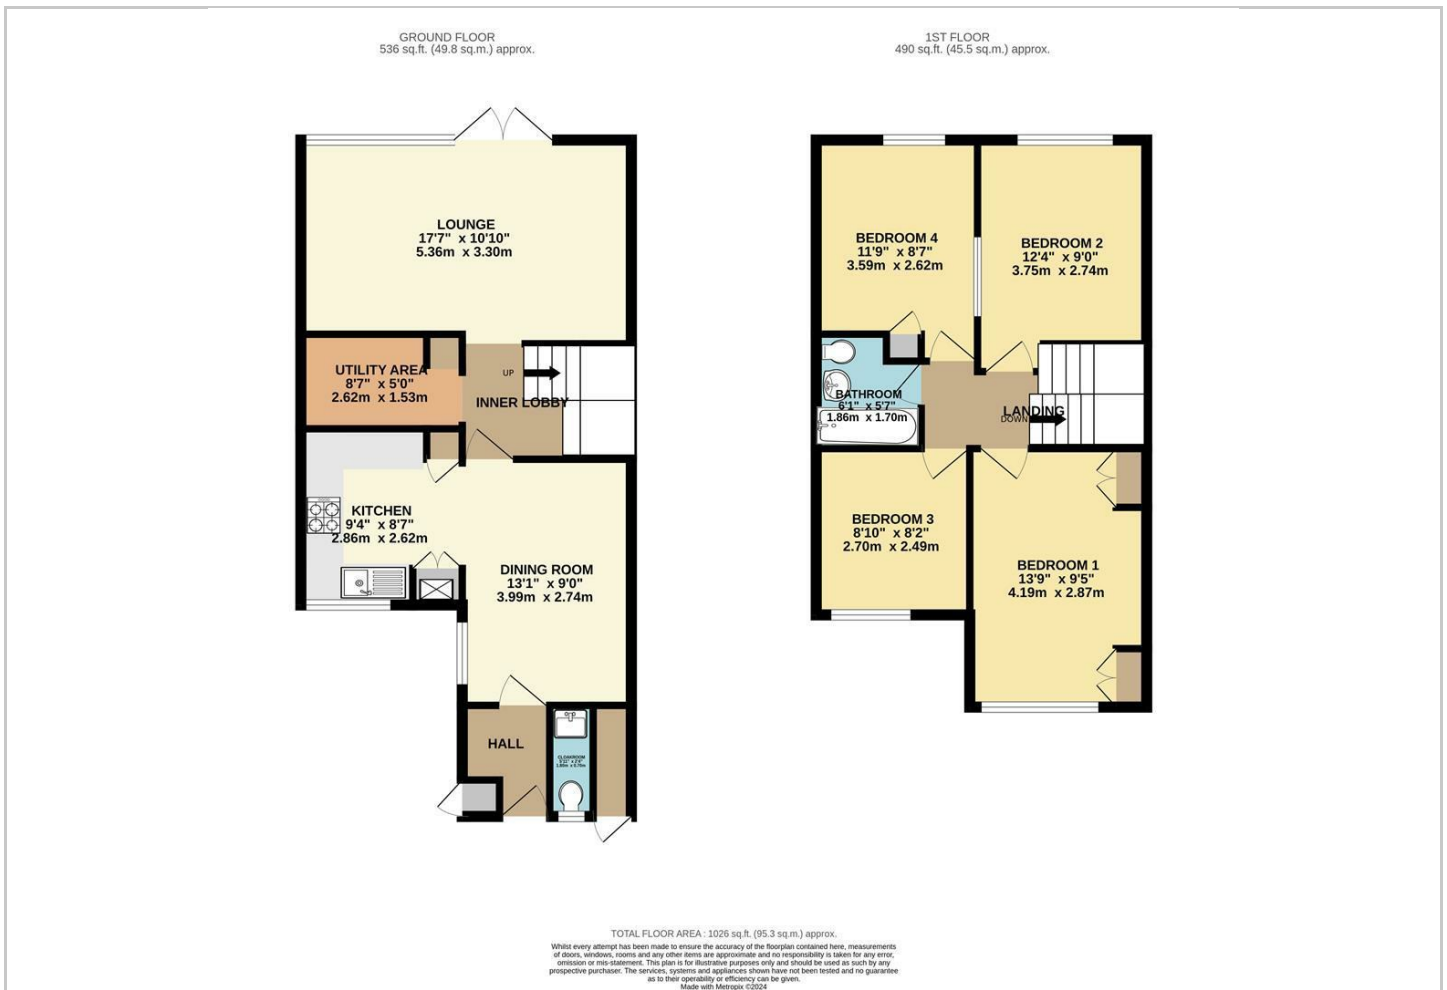 GROUND FLOOR
536 sq.ft. (49.8 sq.m.) approx.
1ST FLOOR
490 sq.ft. (45.5 sq.m.) approx.
LOUNGE
17'7" x 10'10"
5.36m x 3.30m
UTILITY AREA
8'7" x 5'0"
2.62m x 1.53m
UP
INNER LOBBY
KITCHEN
9'4" x 8'7"
2.86m x 2.62m
DINING ROOM
13'1" x 9'0"
3.99m x 2.74m
HALL
CLOAKROOM
BEDROOM 4
11'9" x 8'7"
3.59m x 2.62m
BEDROOM 2
12'4" x 9'0"
3.75m x 2.74m
BATHROOM
6'1" x 5'7"
1.86m x 1.70m
LANDING
DOWN
BEDROOM 3
8'10" x 8'2"
2.70m x 2.49m
BEDROOM 1
13'9" x 9'5"
4.19m x 2.87m
TOTAL FLOOR AREA : 1026 sq.ft. (95.3 sq.m.) approx.
Whilst every attempt has been made to ensure the accuracy of the floorplan contained here, measurements
of doors, windows, rooms and any other items are approximate and no responsibility is taken for any error,
omission or mis-statement. This plan is for illustrative purposes only and should be used as such by any
prospective purchaser. The services, systems and appliances shown have not been tested and no guarantee
as to their operability or efficiency can be given.
Made with Metropix ©2024